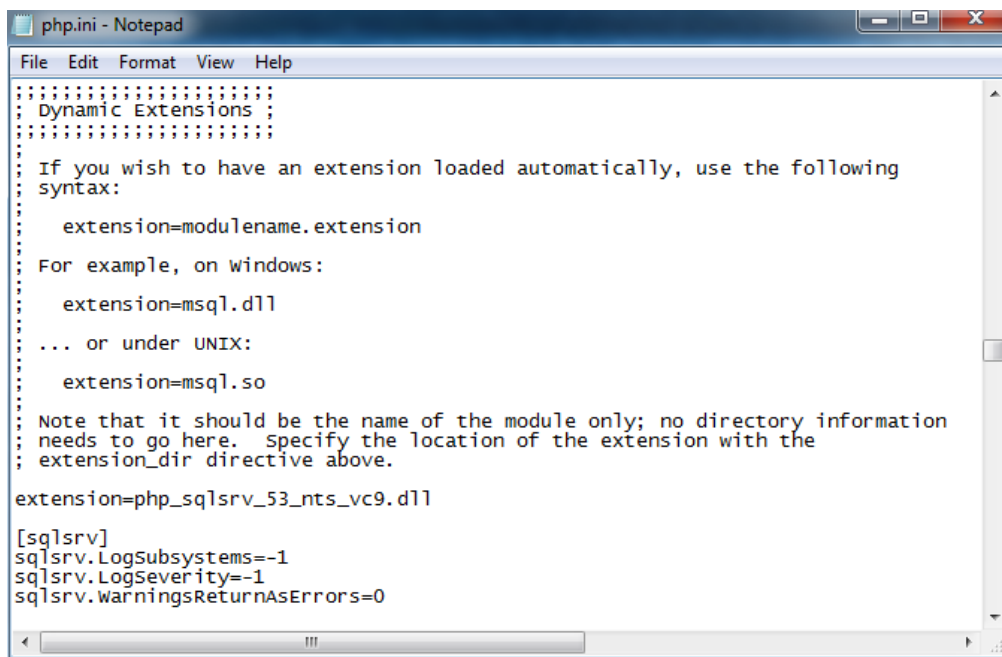 php.ini - Notepad
File Edit Format View Help
;;;;;;;;;;;;;;;;;;;;;;
; Dynamic Extensions ;
;;;;;;;;;;;;;;;;;;;;;;
;
; If you wish to have an extension loaded automatically, use the following
; syntax:
;
;   extension=modulename.extension
;
; For example, on Windows:
;
;   extension=msql.dll
;
; ... or under UNIX:
;
;   extension=msql.so
;
; Note that it should be the name of the module only; no directory information
; needs to go here.  Specify the location of the extension with the
; extension_dir directive above.
extension=php_sqlsrv_53_nts_vc9.dll
[sqlsrv]
sqlsrv.LogSubsystems=-1
sqlsrv.LogSeverity=-1
sqlsrv.WarningsReturnAsErrors=0